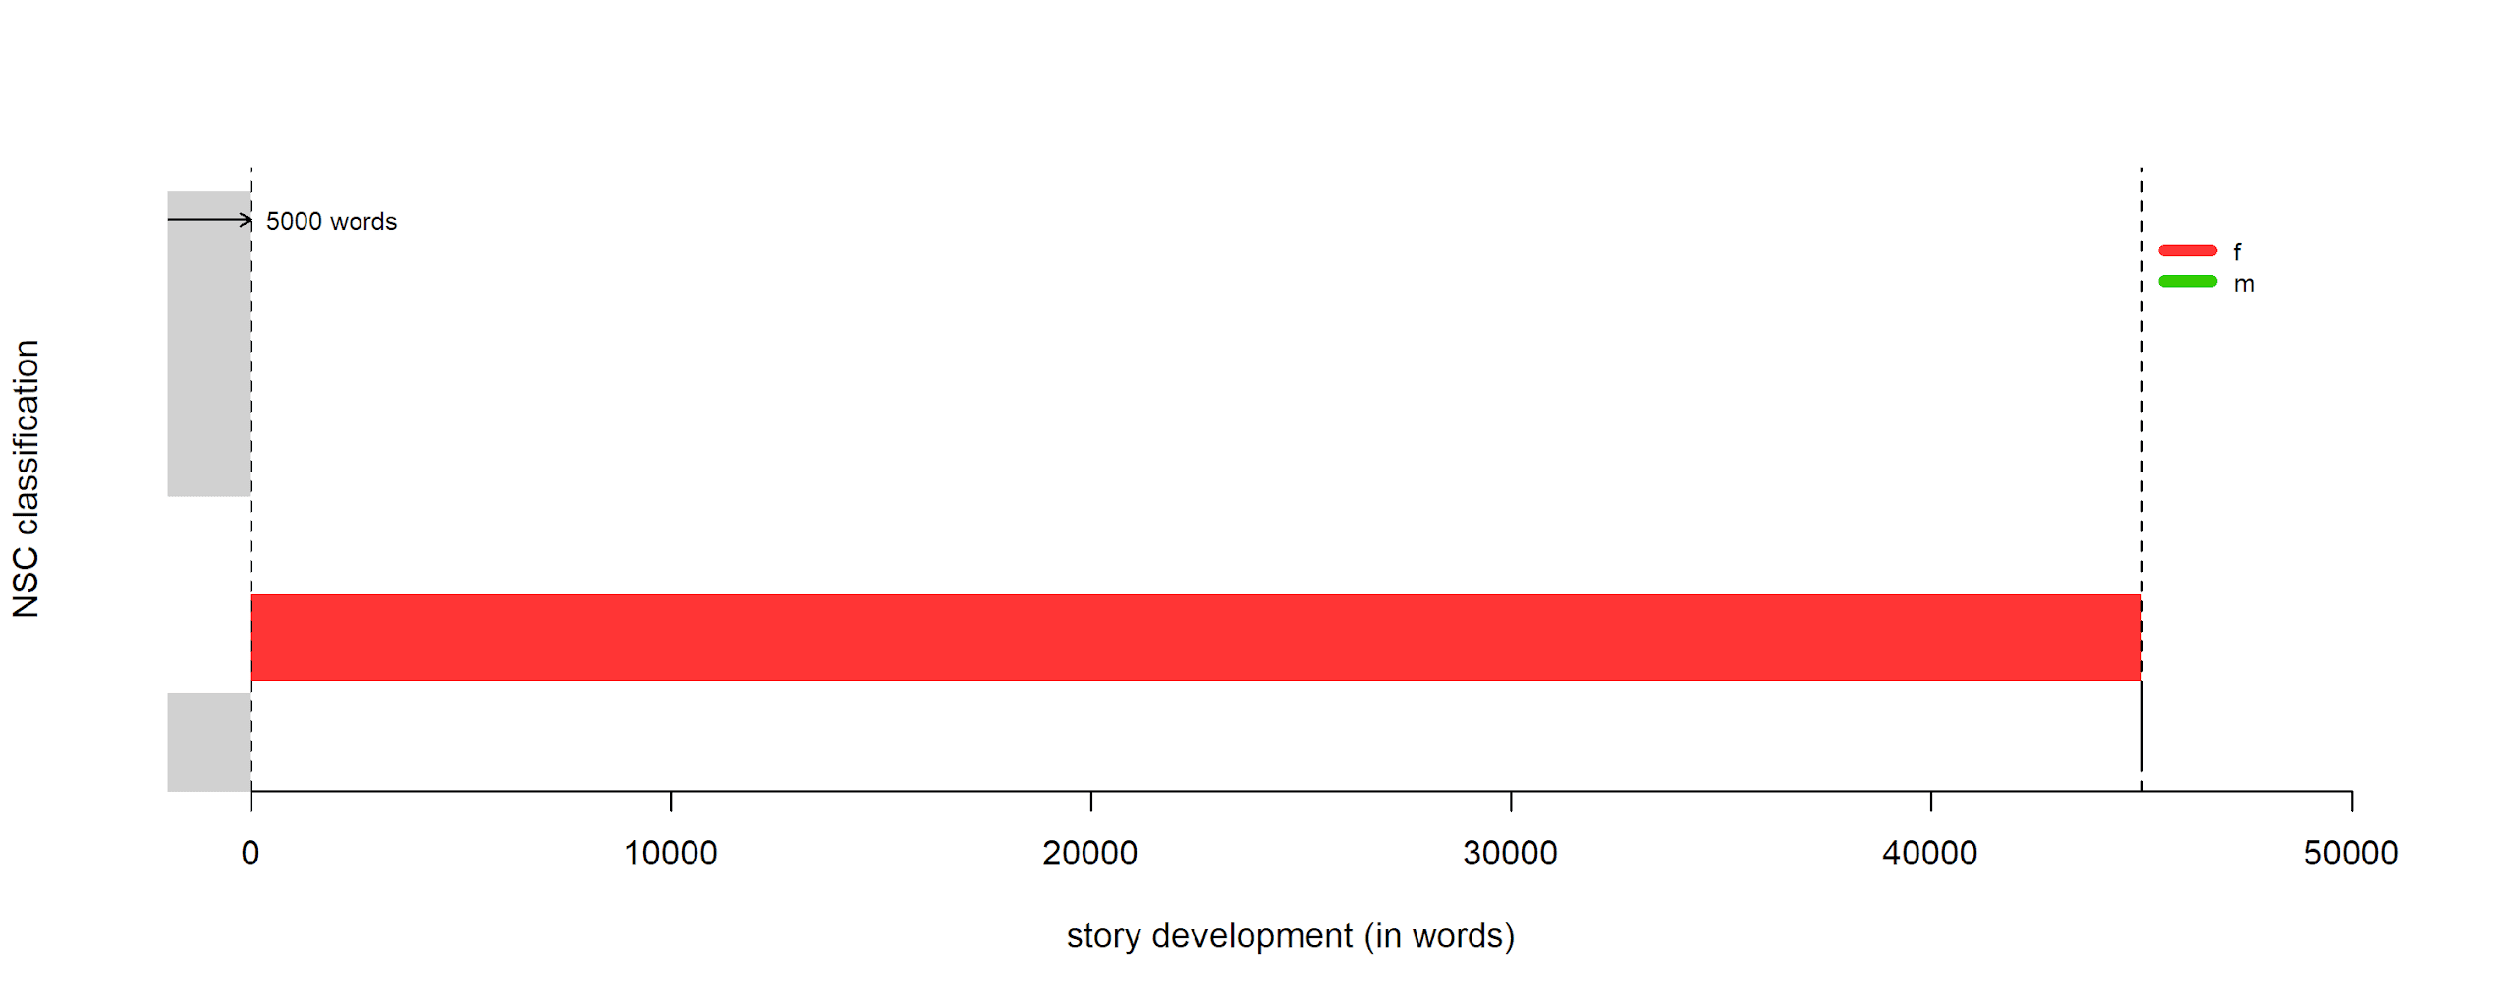 5000 words
f
m
NSC classification
0 10000 20000 30000 40000 50000
story development (in words)